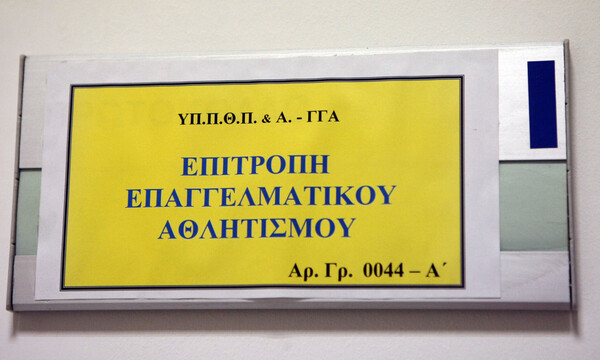 ΥΠ.Π.Θ.Π. & Α. - ΓΓΑ
ΕΠΙΤΡΟΠΗ
ΕΠΑΓΓΕΛΜΑΤΙΚΟΥ
ΑΘΛΗΤΙΣΜΟΥ
Αρ. Γρ. 0044 – Α΄